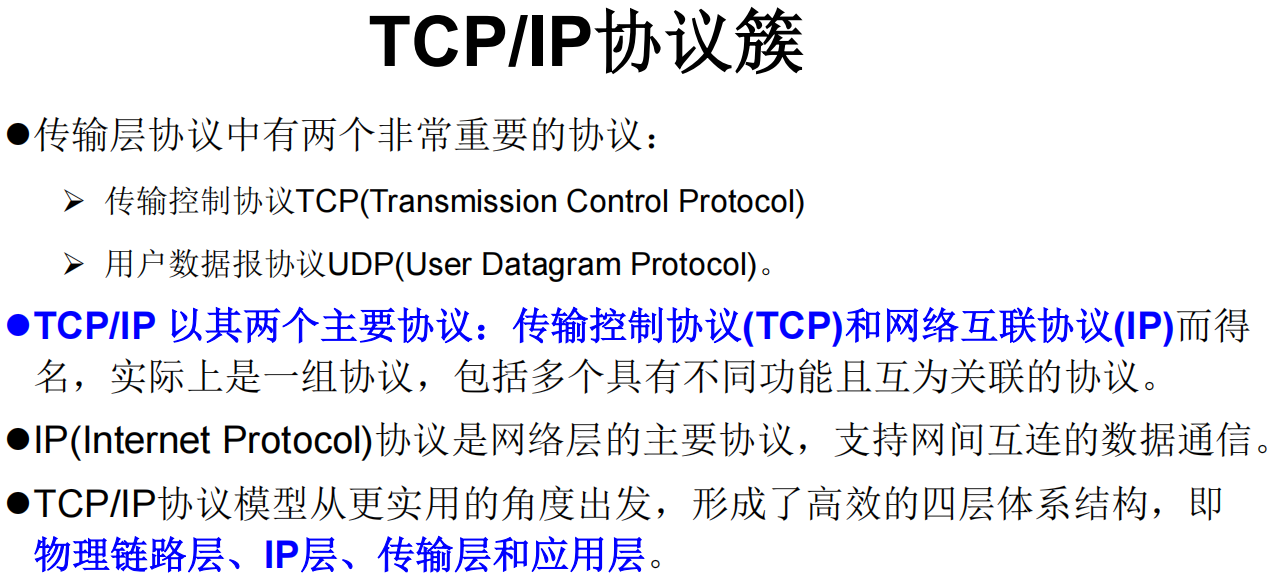 TCP/IP协议簇
●传输层协议中有两个非常重要的协议：
➢ 传输控制协议TCP(Transmission Control Protocol)
➢ 用户数据报协议UDP(User Datagram Protocol)。
●TCP/IP 以其两个主要协议：传输控制协议(TCP)和网络互联协议(IP)而得
名，实际上是一组协议，包括多个具有不同功能且互为关联的协议。
●IP(Internet Protocol)协议是网络层的主要协议，支持网间互连的数据通信。
●TCP/IP协议模型从更实用的角度出发，形成了高效的四层体系结构，即
物理链路层、IP层、传输层和应用层。